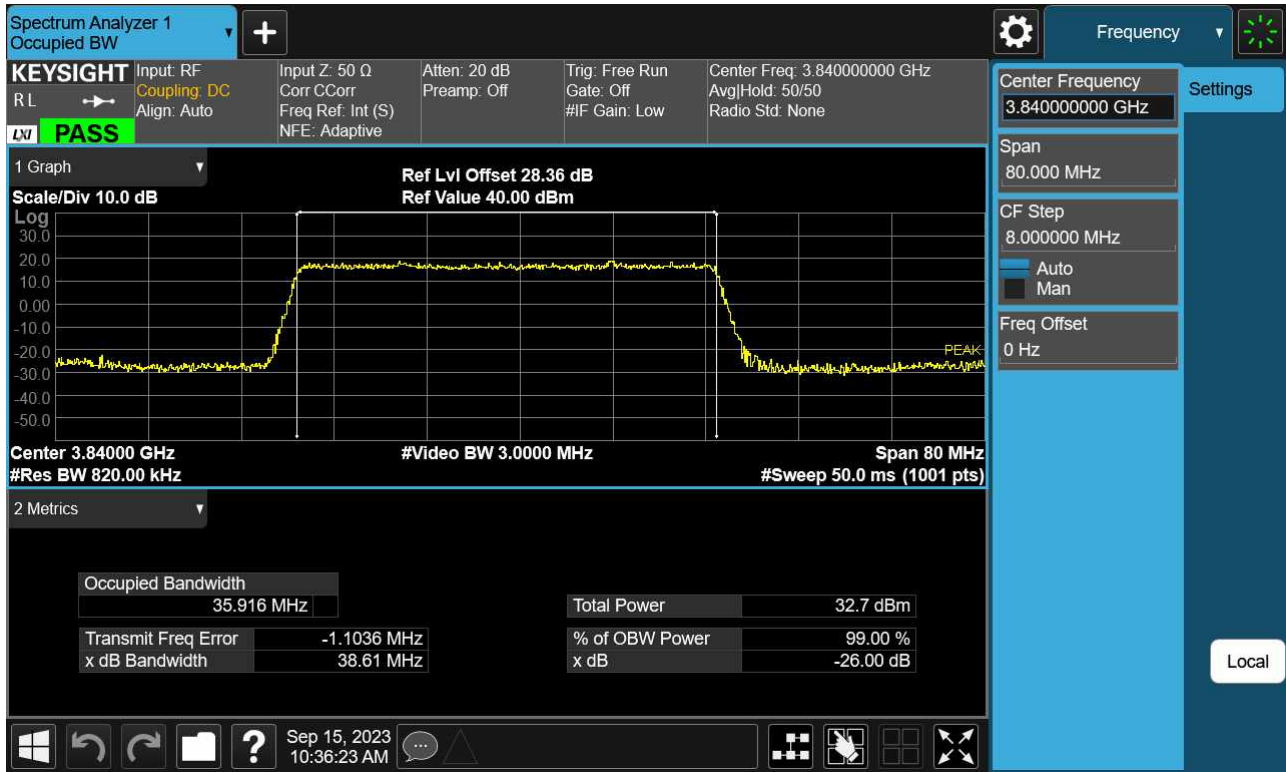 Spectrum Analyzer 1
Occupied BW
Frequency
KEYSIGHT
RL
LXI PASS
Input: RF
Coupling: DC
Align: Auto
Input Z: 50 Ω
Corr CCorr
Freq Ref: Int (S)
NFE: Adaptive
Atten: 20 dB
Preamp: Off
Trig: Free Run
Gate: Off
#IF Gain: Low
Center Freq: 3.840000000 GHz
Avg|Hold: 50/50
Radio Std: None
1 Graph
Scale/Div 10.0 dB
Ref Lvl Offset 28.36 dB
Ref Value 40.00 dBm
Log
30.0
20.0
10.0
0.00
-10.0
-20.0
-30.0
-40.0
-50.0
PEAK
Center 3.84000 GHz
#Video BW 3.0000 MHz
Span 80 MHz
#Res BW 820.00 kHz
#Sweep 50.0 ms (1001 pts)
2 Metrics
Occupied Bandwidth
35.916 MHz
Transmit Freq Error -1.1036 MHz
x dB Bandwidth 38.61 MHz
Total Power 32.7 dBm
% of OBW Power 99.00 %
x dB -26.00 dB
Center Frequency
3.840000000 GHz
Span
80.000 MHz
CF Step
8.000000 MHz
Auto
Man
Freq Offset
0 Hz
Settings
Local
?
Sep 15, 2023
10:36:23 AM